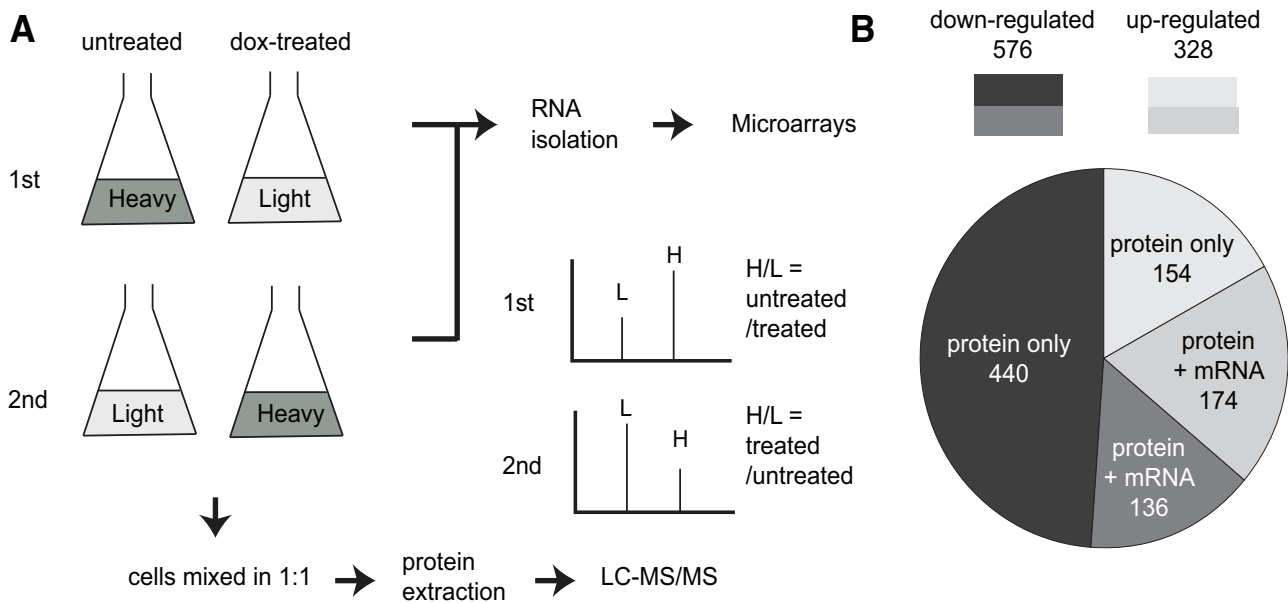 A
untreated
dox-treated
1st
Heavy
Light
2nd
Light
Heavy
cells mixed in 1:1
protein
extraction
LC-MS/MS
RNA
isolation
Microarrays
1st
L
H
H/L =
untreated
/treated
2nd
L
H
H/L =
treated
/untreated
B
down-regulated
576
up-regulated
328
protein only
154
protein
+ mRNA
174
protein
+ mRNA
136
protein only
440